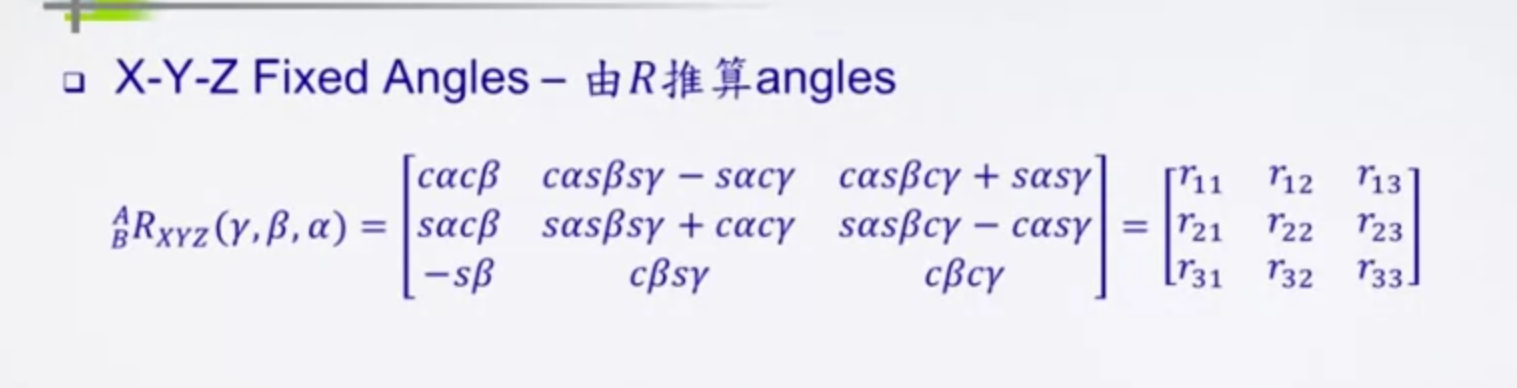 ❑ X-Y-Z Fixed Angles – 由R推算angles
$^A_BR_{XYZ}(\gamma,\beta,\alpha) = \begin{bmatrix} c\alpha c\beta & c\alpha s\beta s\gamma - s\alpha c\gamma & c\alpha s\beta c\gamma + s\alpha s\gamma \\ s\alpha c\beta & s\alpha s\beta s\gamma + c\alpha c\gamma & s\alpha s\beta c\gamma - c\alpha s\gamma \\ -s\beta & c\beta s\gamma & c\beta c\gamma \end{bmatrix} = \begin{bmatrix} r_{11} & r_{12} & r_{13} \\ r_{21} & r_{22} & r_{23} \\ r_{31} & r_{32} & r_{33} \end{bmatrix}$